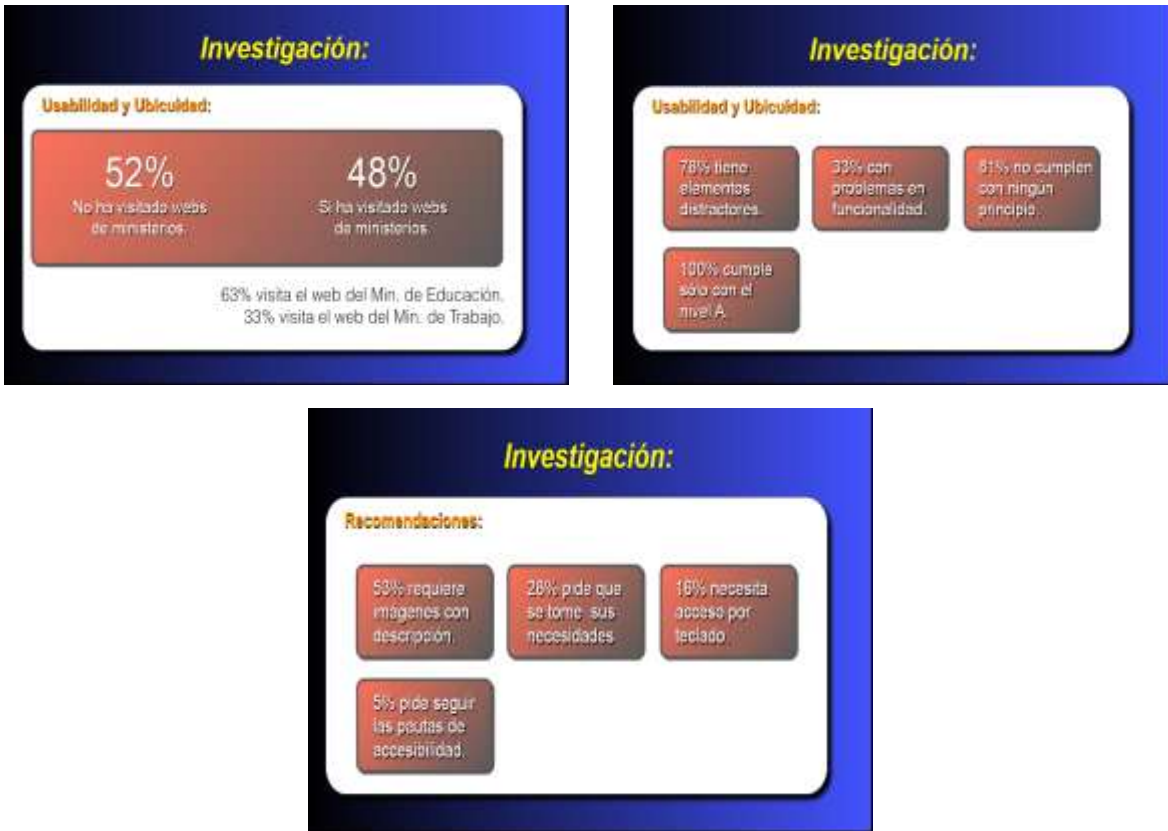 Investigación:
Usabilidad y Ubicuidad:
52%
No ha visitado webs
de ministerios.
48%
Si ha visitado webs
de ministerios
63% visita el web del Min. de Educación.
33% visita el web del Min. de Trabajo.
Investigación:
Usabilidad y Ubicuidad:
78% tiene
elementos
distractores.
33% con
problemas en
funcionalidad.
81% no cumplen
con ningún
principio.
100% cumple
sólo con el
nivel A.
Investigación:
Recomendaciones:
53% requiere
imágenes con
descripción.
26% pide que
se tome sus
necesidades
16% necesita
acceso por
teclado.
5% pide seguir
las pautas de
accesibilidad.